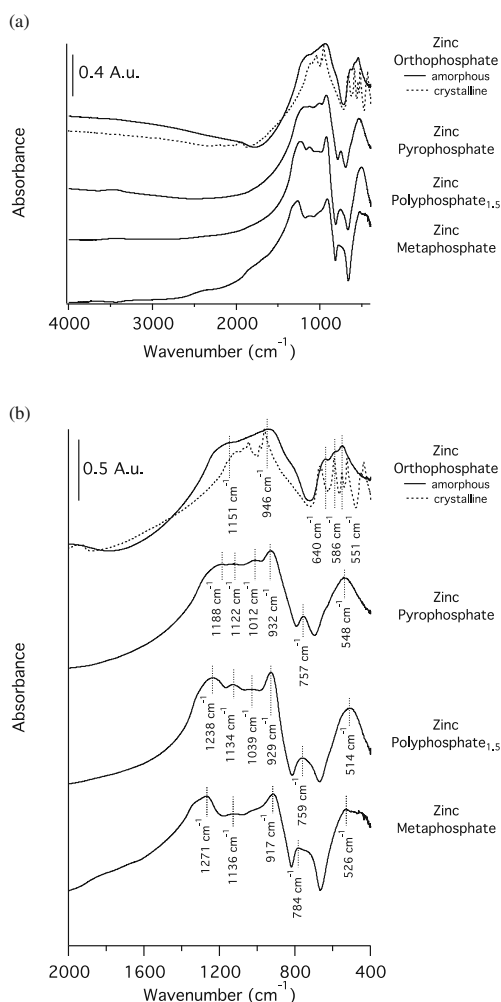 (a)
0.4 A.u.
Absorbance
Zinc
Orthophosphate
amorphous
crystalline
Zinc
Pyrophosphate
Zinc
Polyphosphate1.5
Zinc
Metaphosphate
4000 3000 2000 1000
Wavenumber (cm-1)
(b)
0.5 A.u.
Absorbance
Zinc
Orthophosphate
amorphous
crystalline
1151 cm-1
946 cm-1
640 cm-1
586 cm-1
551 cm-1
Zinc
Pyrophosphate
1188 cm-1
1122 cm-1
1012 cm-1
932 cm-1
757 cm-1
548 cm-1
Zinc
Polyphosphate1.5
1238 cm-1
1134 cm-1
1039 cm-1
929 cm-1
759 cm-1
514 cm-1
Zinc
Metaphosphate
1271 cm-1
1136 cm-1
917 cm-1
784 cm-1
526 cm-1
2000 1600 1200 800 400
Wavenumber (cm-1)